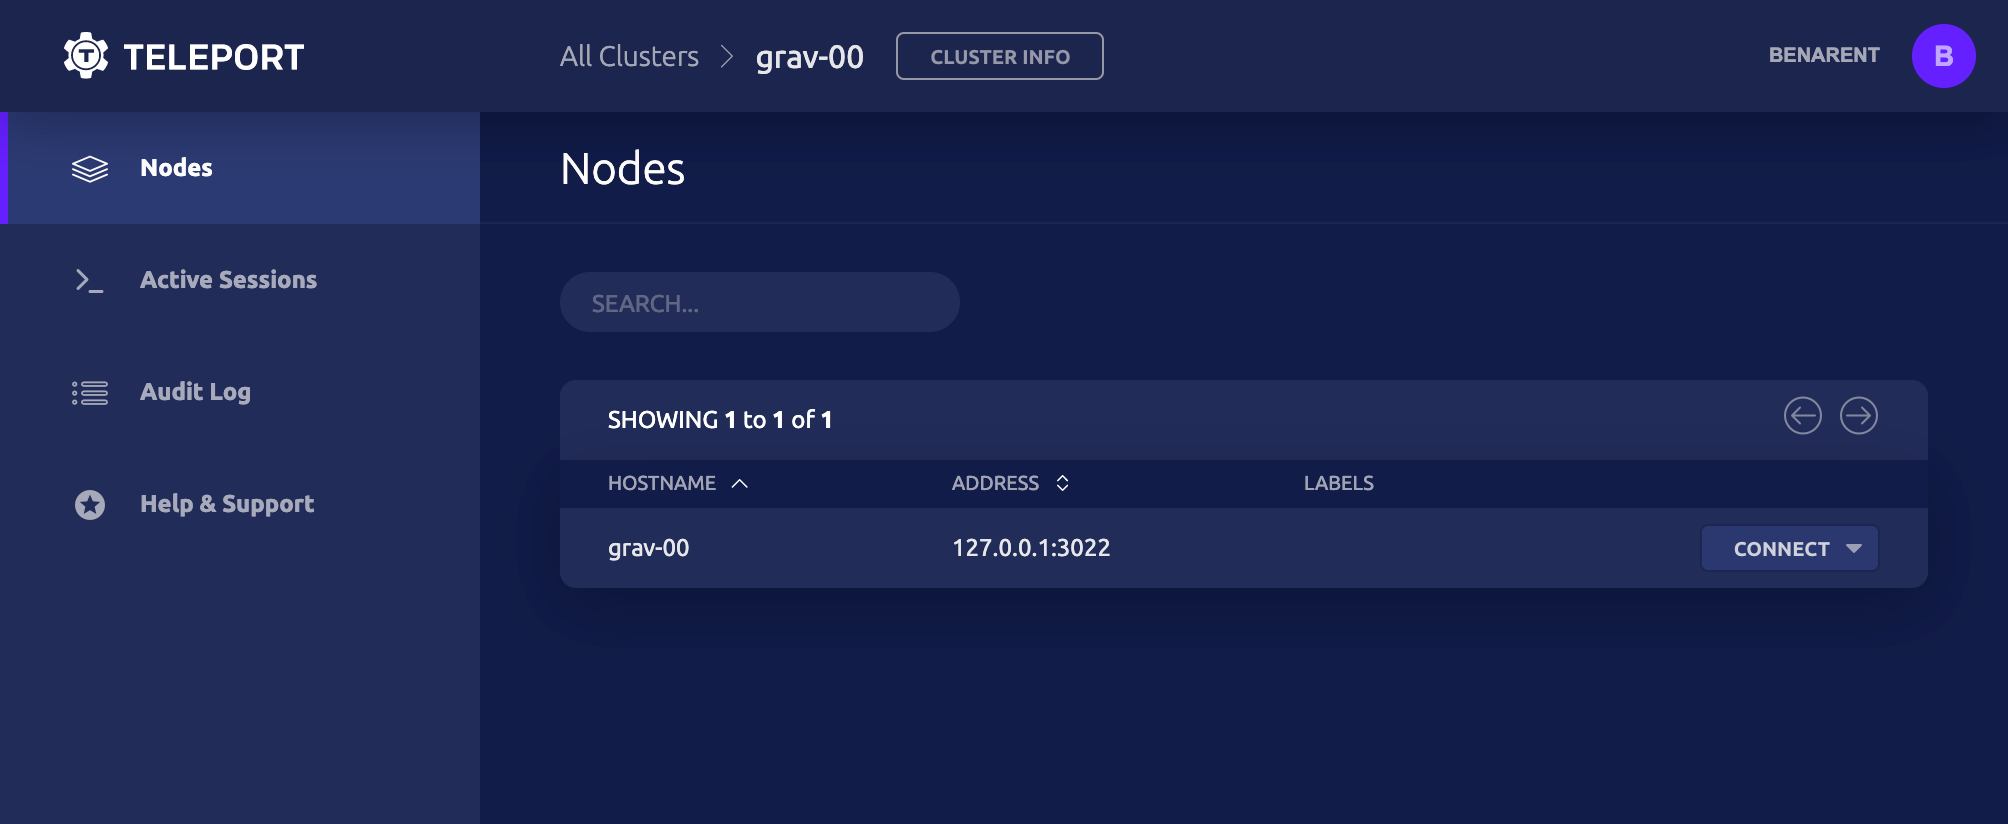 TELEPORT
All Clusters > grav-00 CLUSTER INFO
BENARENT B
Nodes
Active Sessions
Audit Log
Help & Support
Nodes
SEARCH...
SHOWING 1 to 1 of 1
HOSTNAME ADDRESS LABELS
grav-00 127.0.0.1:3022 CONNECT